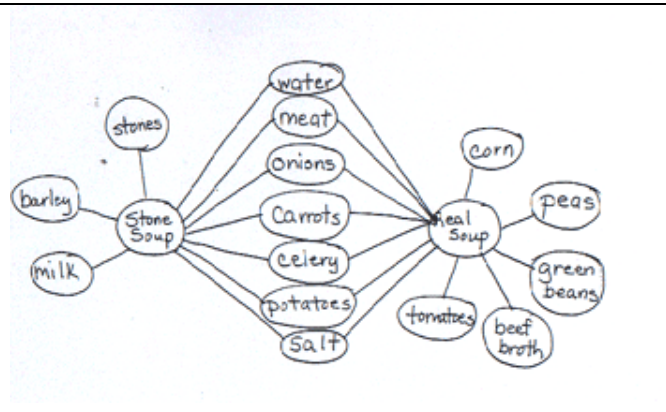 water
meat
onions
Carrots
celery
potatoes
Salt
stones
barley
milk
Stone
Soup
Real
Soup
corn
peas
green
beans
beef
broth
tomatoes